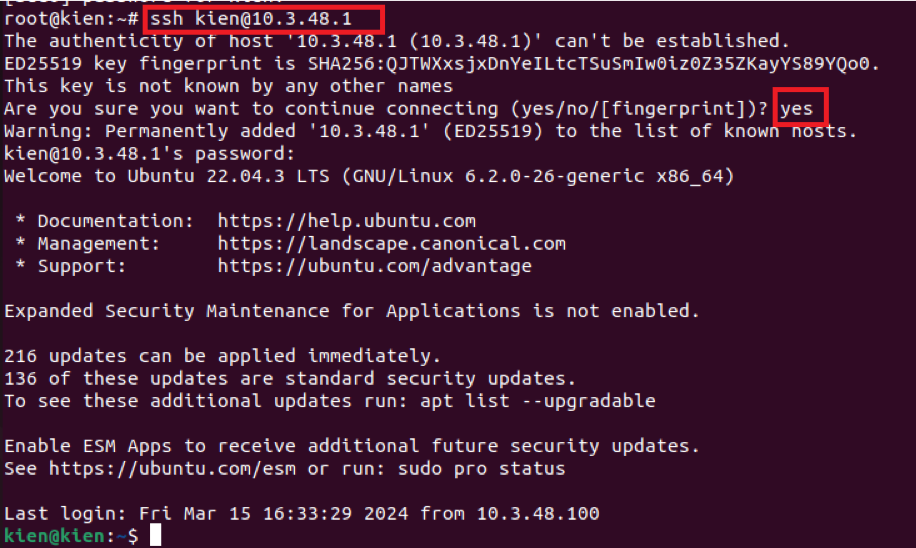 root@kien:~# ssh kien@10.3.48.1
The authenticity of host '10.3.48.1 (10.3.48.1)' can't be established.
ED25519 key fingerprint is SHA256:QJTWXxsjxDnYeILtcTSuSmIw0iz0Z35ZKayYS89YQo0.
This key is not known by any other names
Are you sure you want to continue connecting (yes/no/[fingerprint])? yes
Warning: Permanently added '10.3.48.1' (ED25519) to the list of known hosts.
kien@10.3.48.1's password:
Welcome to Ubuntu 22.04.3 LTS (GNU/Linux 6.2.0-26-generic x86_64)
* Documentation: https://help.ubuntu.com
* Management: https://landscape.canonical.com
* Support: https://ubuntu.com/advantage
Expanded Security Maintenance for Applications is not enabled.
216 updates can be applied immediately.
136 of these updates are standard security updates.
To see these additional updates run: apt list --upgradable
Enable ESM Apps to receive additional future security updates.
See https://ubuntu.com/esm or run: sudo pro status
Last login: Fri Mar 15 16:33:29 2024 from 10.3.48.100
kien@kien:~$